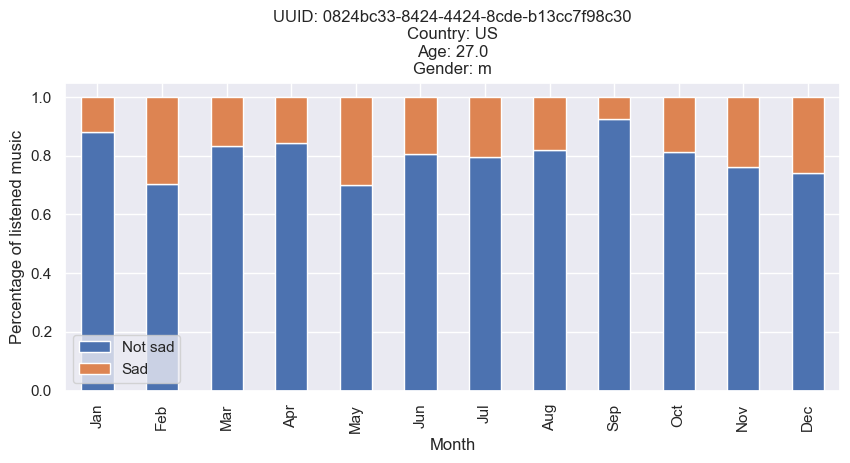 UUID: 0824bc33-8424-4424-8cde-b13cc7f98c30
Country: US
Age: 27.0
Gender: m
Percentage of listened music
1.0
0.8
0.6
0.4
0.2
0.0
Not sad
Sad
Jan
Feb
Mar
Apr
May
Jun
Jul
Aug
Sep
Oct
Nov
Dec
Month